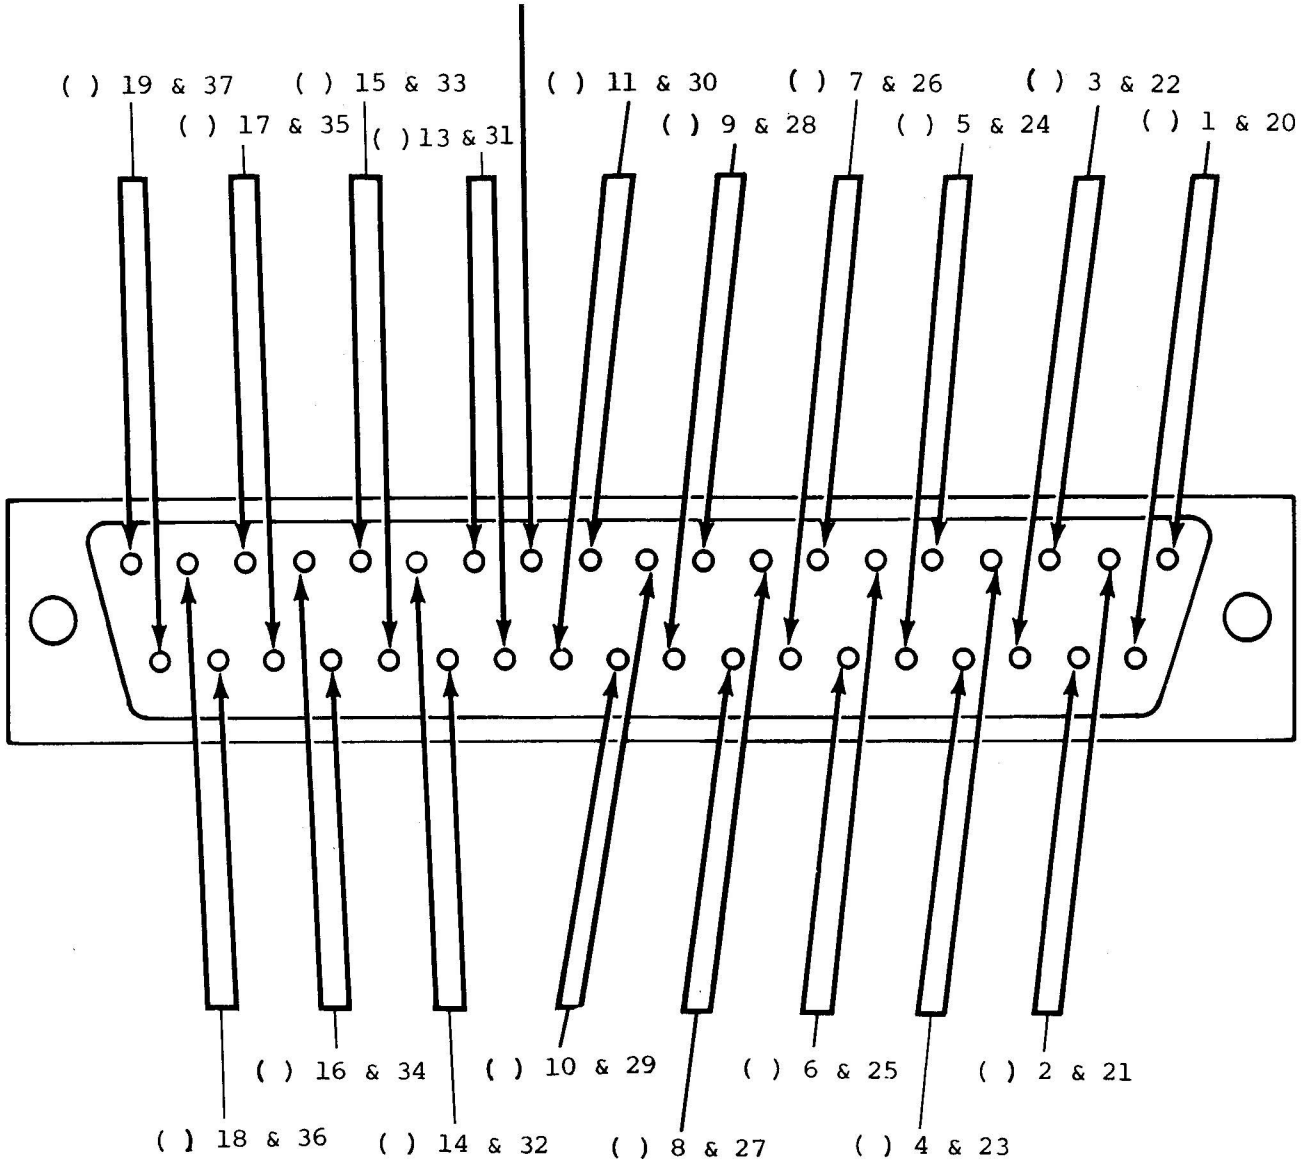 ( ) 19 & 37
( ) 15 & 33
( ) 11 & 30
( ) 7 & 26
( ) 3 & 22
( ) 17 & 35
( ) 13 & 31
( ) 9 & 28
( ) 5 & 24
( ) 1 & 20
( ) 16 & 34
( ) 10 & 29
( ) 6 & 25
( ) 2 & 21
( ) 18 & 36
( ) 14 & 32
( ) 8 & 27
( ) 4 & 23